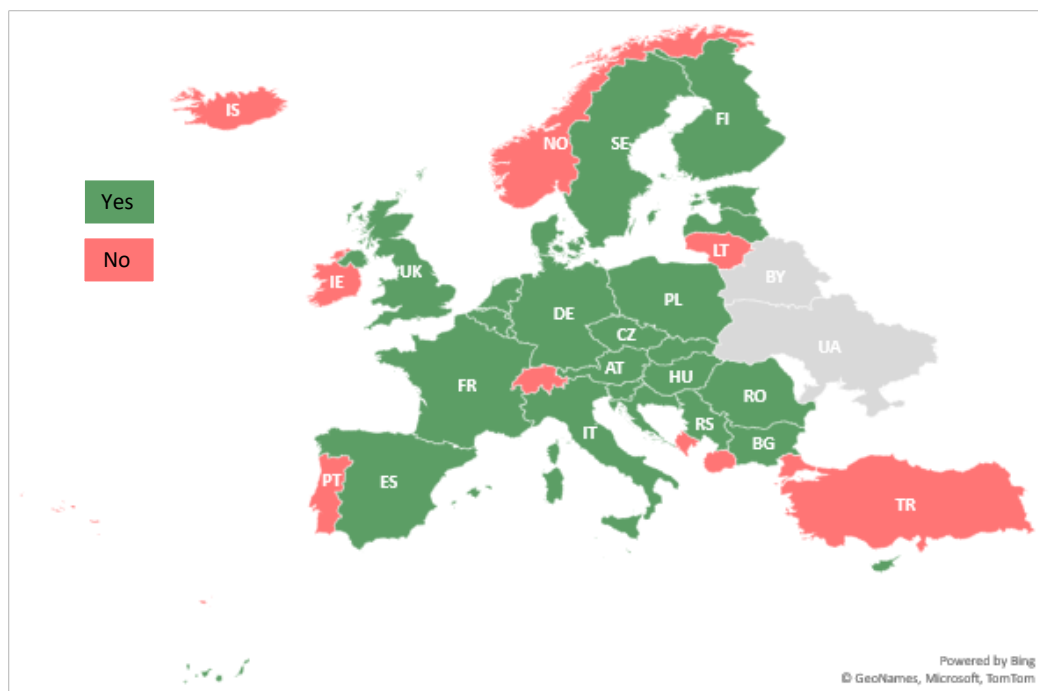 IS
FI
NO
SE
Yes
LT
No
UK
IE
BY
PL
DE
CZ
UA
AT
FR
HU
RO
RS
IT
BG
PT
ES
TR
Powered by Bing
© GeoNames, Microsoft, TomTom